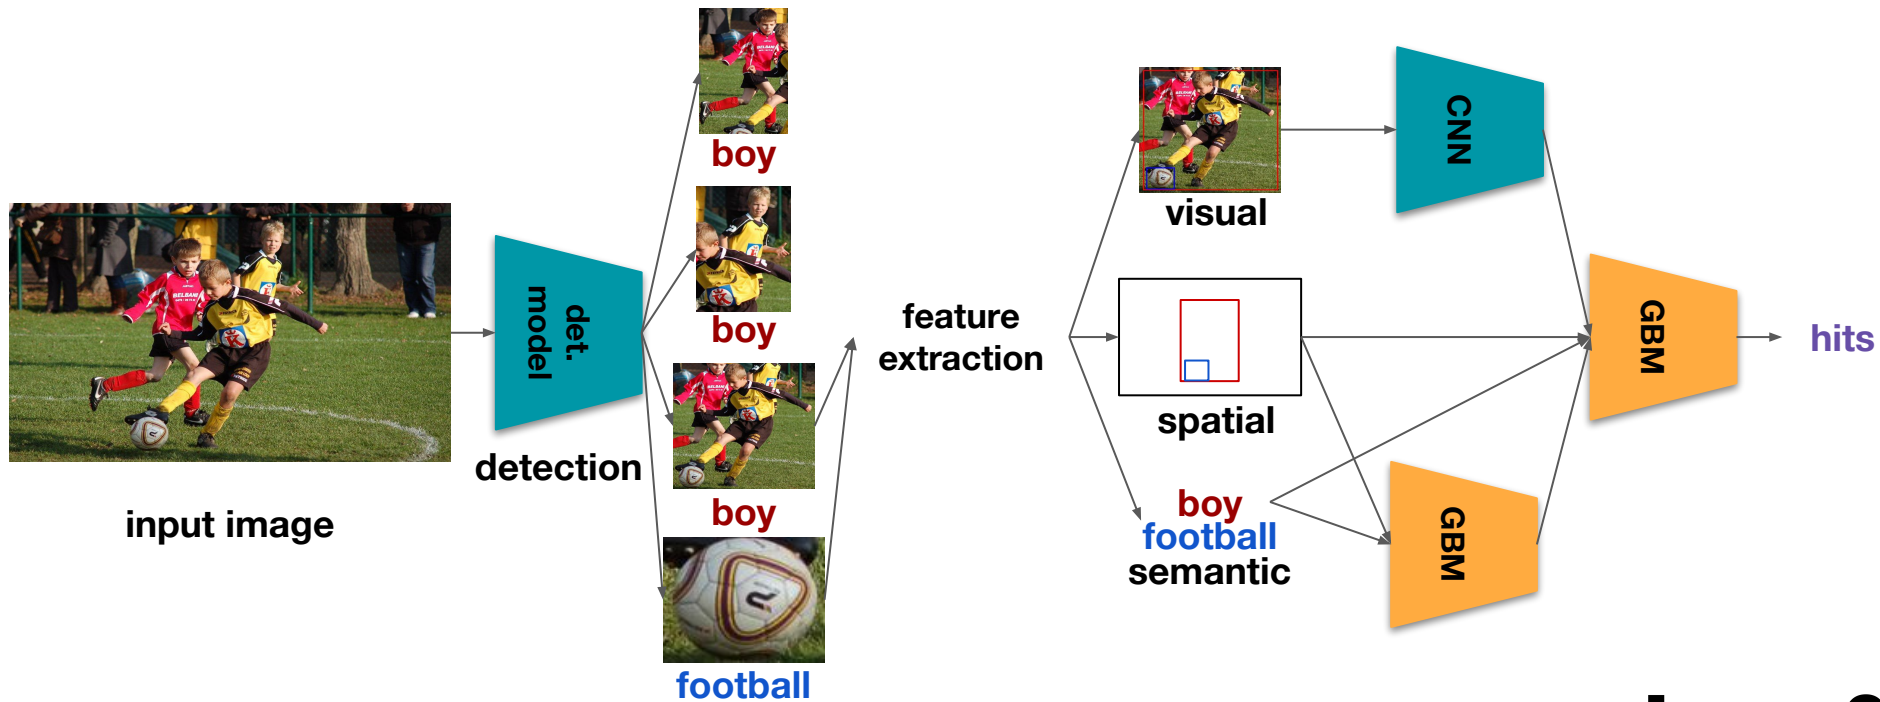 input image
det.
model
detection
boy
boy
boy
football
feature
extraction
visual
spatial
boy
football
semantic
CNN
GBM
GBM
hits